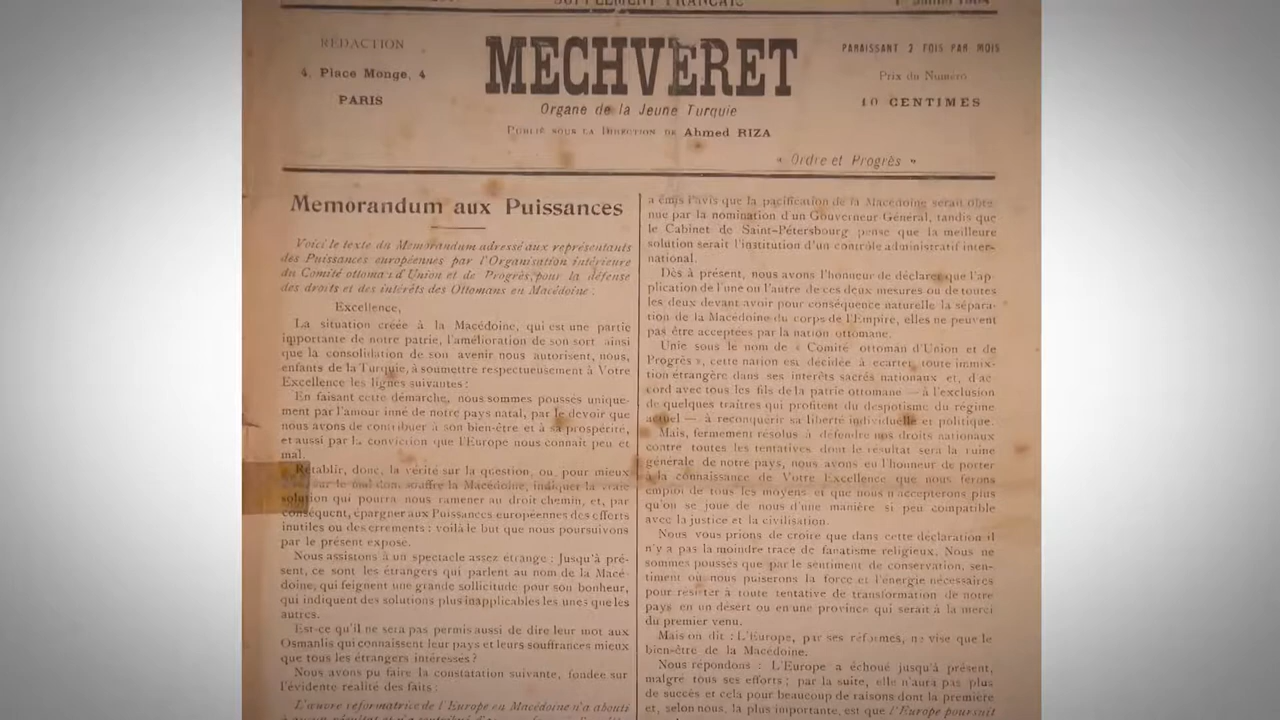 SUPPLÉMENT FRANÇAIS
RÉDACTION
4, Place Monge, 4
PARIS
MECHVERET
Organe de la Jeune Turquie
Publié sous la Direction de Ahmed RIZA
« Ordre et Progrès »
PARAISSANT 2 FOIS PAR MOIS
Prix du Numéro
10 CENTIMES
Memorandum aux Puissances
Voici le texte du Memorandum adressé aux représentants
des Puissances européennes par l'Organisation intérieure
du Comité ottoman d'Union et de Progrès, pour la défense
des droits et des intérêts des Ottomans en Macédoine :
Excellence,
La situation créée à la Macédoine, qui est une partie
importante de notre patrie, l'amélioration de son sort ainsi
que la consolidation de son avenir nous autorisent, nous,
enfants de la Turquie, à soumettre respectueusement à Votre
Excellence les lignes suivantes :
En faisant cette démarche, nous sommes poussés unique-
ment par l'amour inné de notre pays natal, par le devoir que
nous avons de contribuer à son bien-être et à sa prospérité,
et aussi par la conviction que l'Europe nous connait peu et
mal.
Rétablir, donc, la vérité sur la question, ou, pour mieux
sur le mal dont souffre la Macédoine, indiquer la vraie
solution qui pourra nous ramener au droit chemin, et, par
conséquent, épargner aux Puissances européennes des efforts
inutiles ou des errements : voilà le but que nous poursuivons
par le présent exposé.
Nous assistons à un spectacle assez étrange : Jusqu'à pré-
sent, ce sont les étrangers qui parlent au nom de la Macé-
doine, qui feignent une grande sollicitude pour son bonheur,
qui indiquent des solutions plus inapplicables les unes que les
autres.
Est-ce qu'il ne sera pas permis aussi de dire leur mot aux
Osmanlis qui connaissent leur pays et leurs souffrances mieux
que tous les étrangers intéressés ?
Nous avons pu faire la constatation suivante, fondée sur
l'évidente réalité des faits :
L'œuvre réformatrice de l'Europe en Macédoine n'a abouti
a émis l'avis que la pacification de la Macédoine serait obte-
nue par la nomination d'un Gouverneur Général, tandis que
le Cabinet de Saint-Pétersbourg pense que la meilleure
solution serait l'institution d'un contrôle administratif inter-
national.
Dès à présent, nous avons l'honneur de déclarer que l'ap-
plication de l'une ou l'autre de ces deux mesures ou de toutes
les deux devant avoir pour conséquence naturelle la sépara-
tion de la Macédoine du corps de l'Empire, elles ne peuvent
pas être acceptées par la nation ottomane.
Unie sous le nom de « Comité ottoman d'Union et de
Progrès », cette nation est décidée à écarter toute immix-
tion étrangère dans ses intérêts sacrés nationaux et, d'ac-
cord avec tous les fils de la patrie ottomane — à l'exclusion
de quelques traîtres qui profitent du despotisme du régime
actuel — à reconquérir sa liberté individuelle et politique.
Mais, fermement résolus à défendre nos droits nationaux
contre toutes les tentatives dont le résultat sera la ruine
générale de notre pays, nous avons eu l'honneur de porter
à la connaissance de Votre Excellence que nous ferons
emploi de tous les moyens et que nous n'accepterons plus
qu'on se joue de nous d'une manière si peu compatible
avec la justice et la civilisation.
Nous vous prions de croire que dans cette déclaration il
n'y a pas la moindre trace de fanatisme religieux. Nous ne
sommes poussés que par le sentiment de conservation, sen-
timent où nous puiserons la force et l'énergie nécessaires
pour résister à toute tentative de transformation de notre
pays en un désert ou en une province qui serait à la merci
du premier venu.
Mais on dit : L'Europe, par ses réformes, ne vise que le
bien-être de la Macédoine.
Nous répondons : L'Europe a échoué jusqu'à présent,
malgré tous ses efforts ; par la suite, elle n'aura pas plus
de succès et cela pour beaucoup de raisons dont la première
et, selon nous, la plus importante, est que l'Europe poursuit